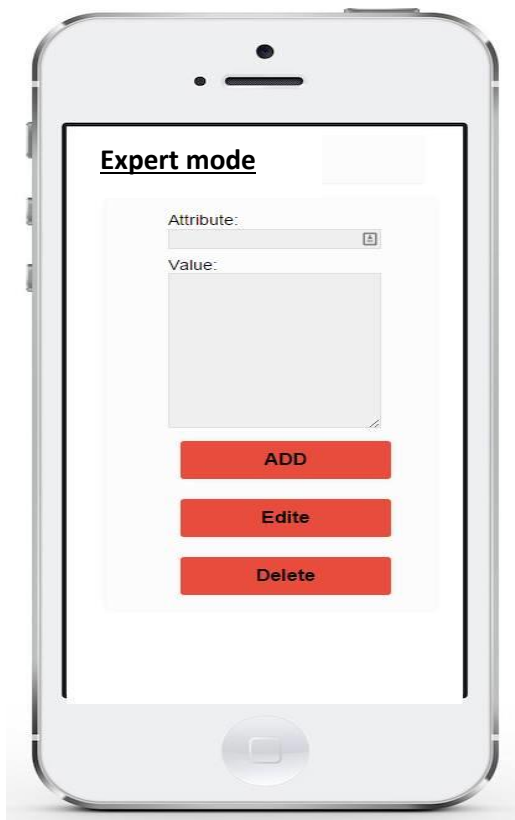 Expert mode
Attribute:
Value:
ADD
Edite
Delete